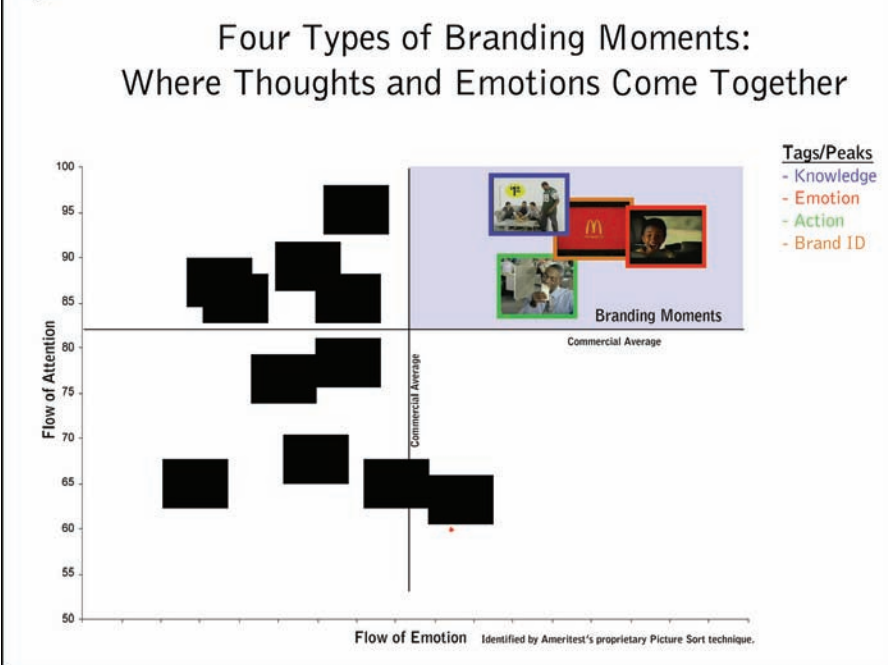 Four Types of Branding Moments:
Where Thoughts and Emotions Come Together
Tags/Peaks
- Knowledge
- Emotion
- Action
- Brand ID
100
95
90
85
80
75
70
65
60
55
50
Flow of Attention
Branding Moments
Commercial Average
Commercial Average
Flow of Emotion
Identified by Ameritest's proprietary Picture Sort technique.